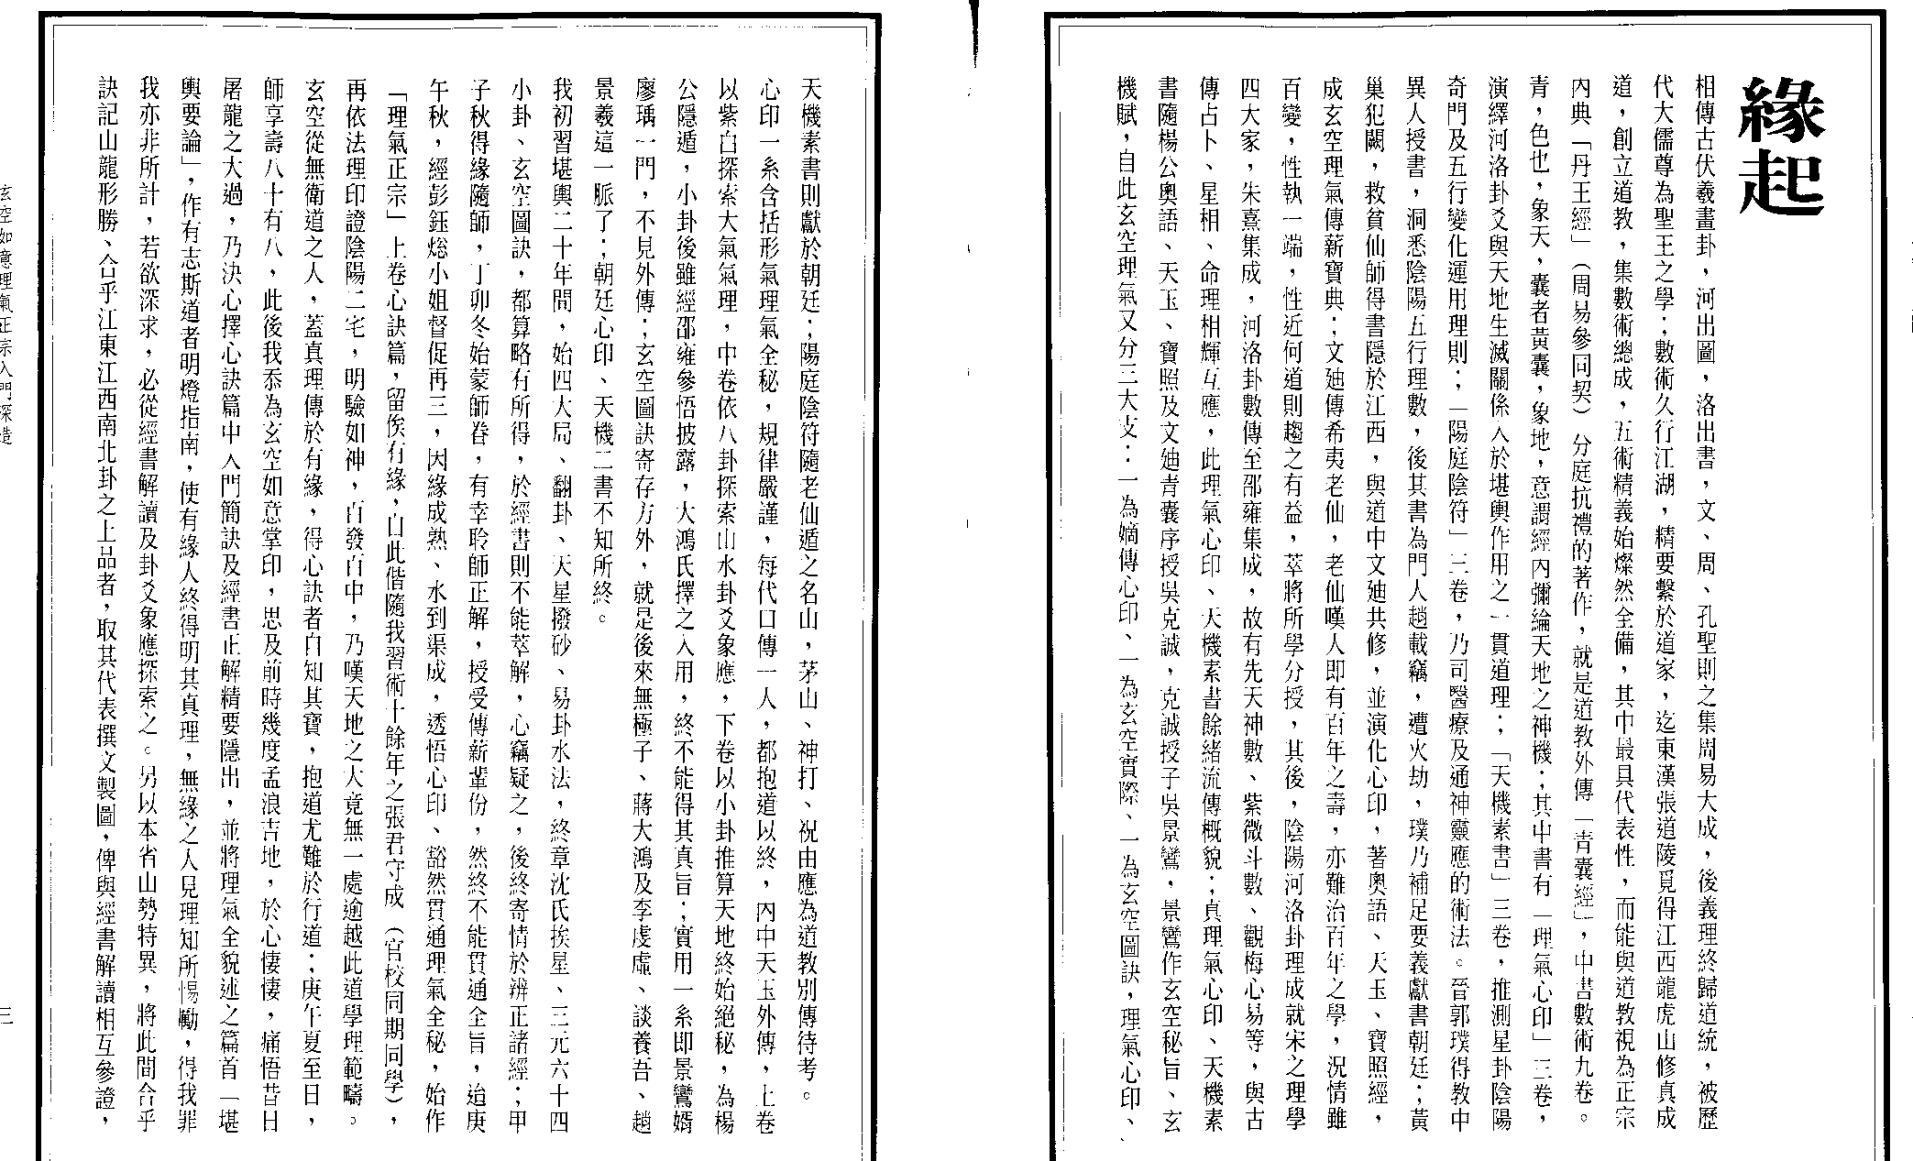 緣起
相傳古伏羲畫卦，河出圖，洛出書，文、周、孔聖則之集周易大成，後義理終歸道統，被歷
代大儒尊為聖王之學；數術久行江湖，精要繫於道家，迄東漢張道陵覓得江西龍虎山修真成
道，創立道教，集數術總成，五術精義始燦然全備，其中最具代表性，而能與道教視為正宗
內典「丹王經」（周易參同契）分庭抗禮的著作，就是道教外傳「青囊經」，中書數術九卷。
青，色也，象天，囊者黃囊，象地，意謂經內彌綸天地之神機；其中書有「理氣心印」三卷，
演繹河洛卦爻與天地生滅關係入於堪輿作用之一貫道理；「天機素書」三卷，推測星卦陰陽
奇門及五行變化運用理則；「陽庭陰符」三卷，乃司醫療及通神靈應的術法。晉郭璞得教中
異人授書，洞悉陰陽五行理數，後其書為門人趙載竊，遭火劫，璞乃補足要義獻書朝廷；黃
巢犯闕，救貧仙師得書隱於江西，與道中文廸共修，並演化心印，著奧語、天玉、寶照經，
成玄空理氣傳薪寶典；文廸傳希夷老仙，老仙嘆人即有百年之壽，亦難治百年之學，況情雖
百變，性執一端，性近何道則趨之有益，萃將所學分授，其後，陰陽河洛卦理成就宋之理學
四大家，朱熹集成，河洛卦數傳至邵雍集成，故有先天神數、紫微斗數、觀梅心易等，與古
傳占卜、星相、命理相輝互應，此理氣心印、天機素書餘緒流傳概貌；真理氣心印、天機素
書隨楊公奧語、天玉、寶照及文廸青囊序授吳克誠，克誠授子吳景鸞，景鸞作玄空秘旨、玄
機賦，自此玄空理氣又分三大支：一為嫡傳心印、一為玄空實際、一為玄空圖訣，理氣心印、
天機素書則獻於朝廷；陽庭陰符隨老仙遁之名山，茅山、神打、祝由應為道教別傳待考。
心印一系含括形氣理氣全秘，規律嚴謹，每代口傳一人，都抱道以終，內中天玉外傳，上卷
以紫白探索大氣氣理，中卷依八卦探索山水卦爻象應，下卷以小卦推算天地終始絕秘，為楊
公隱遁，小卦後雖經邵雍參悟披露，大鴻氏擇之入用，終不能得其真旨；實用一系即景鸞婿
廖瑀一門，不見外傳；玄空圖訣寄存方外，就是後來無極子、蔣大鴻及李虔虛、談養吾、趙
景羲這一脈了；朝廷心印、天機二書不知所終。
我初習堪輿二十年間，始四大局、翻卦、天星撥砂、易卦水法，終章沈氏挨星、三元六十四
小卦、玄空圖訣，都算略有所得，於經書則不能萃解，心竊疑之，後終寄情於辨正諸經；甲
子秋得緣隨師，丁卯冬始蒙師眷，有幸聆師正解，授受傳薪輩份，然終不能貫通全旨，迨庚
午秋，經彭鈺\u3000小姐督促再三，因緣成熟、水到渠成，透悟心印、豁然貫通理氣全秘，始作
「理氣正宗」上卷心訣篇，留俟有緣，自此偕隨我習術十餘年之張君守成（官校同期同學），
再依法理印證陰陽二宅，明驗如神，百發百中，乃嘆天地之大竟無一處逾越此道學理範疇。
玄空從無衛道之人，蓋真理傳於有緣，得心訣者自知其寶，抱道尤難於行道；庚午夏至日，
師享壽八十有八，此後我忝為玄空如意掌印，思及前時幾度孟浪吉地，於心悽悽，痛悟昔日
屠龍之大過，乃決心擇心訣篇中入門簡訣及經書正解精要隱出，並將理氣全貌述之篇首「堪
輿要論」，作有志斯道者明燈指南，使有緣人終得明其真理，無緣之人見理知所惕勵，得我罪
我亦非所計，若欲深求，必從經書解讀及卦爻象應探索之。另以本省山勢特異，將此間合乎
訣記山龍形勝、合乎江東江西南北卦之上品者，取其代表撰文製圖，俾與經書解讀相互參證，
玄空如意理氣正宗入門深造
三